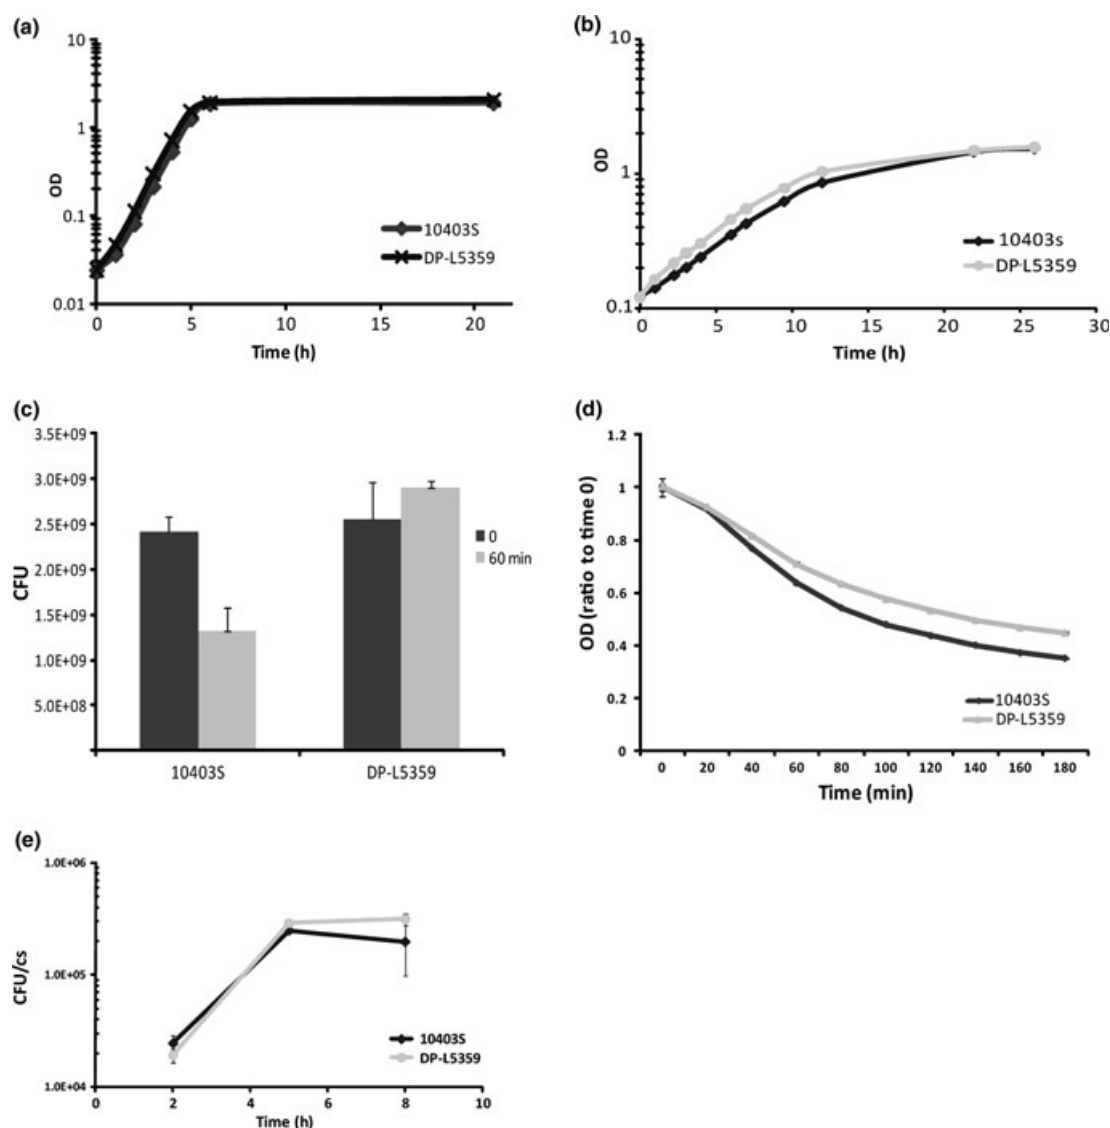 (a)
10
1
0.1
0.01
OD
0 5 10 15 20
Time (h)
10403S
DP-L5359
(b)
10
1
0.1
OD
0 5 10 15 20 25 30
Time (h)
10403s
DP-L5359
(c)
3.5E+09
3.0E+09
2.5E+09
2.0E+09
1.5E+09
1.0E+09
5.0E+08
CFU
10403S DP-L5359
0
60 min
(d)
1.2
1
0.8
0.6
0.4
0.2
0
OD (ratio to time 0)
0 20 40 60 80 100 120 140 160 180
Time (min)
10403S
DP-L5359
(e)
1.0E+06
1.0E+05
1.0E+04
CFU/cs
0 2 4 6 8 10
Time (h)
10403S
DP-L5359